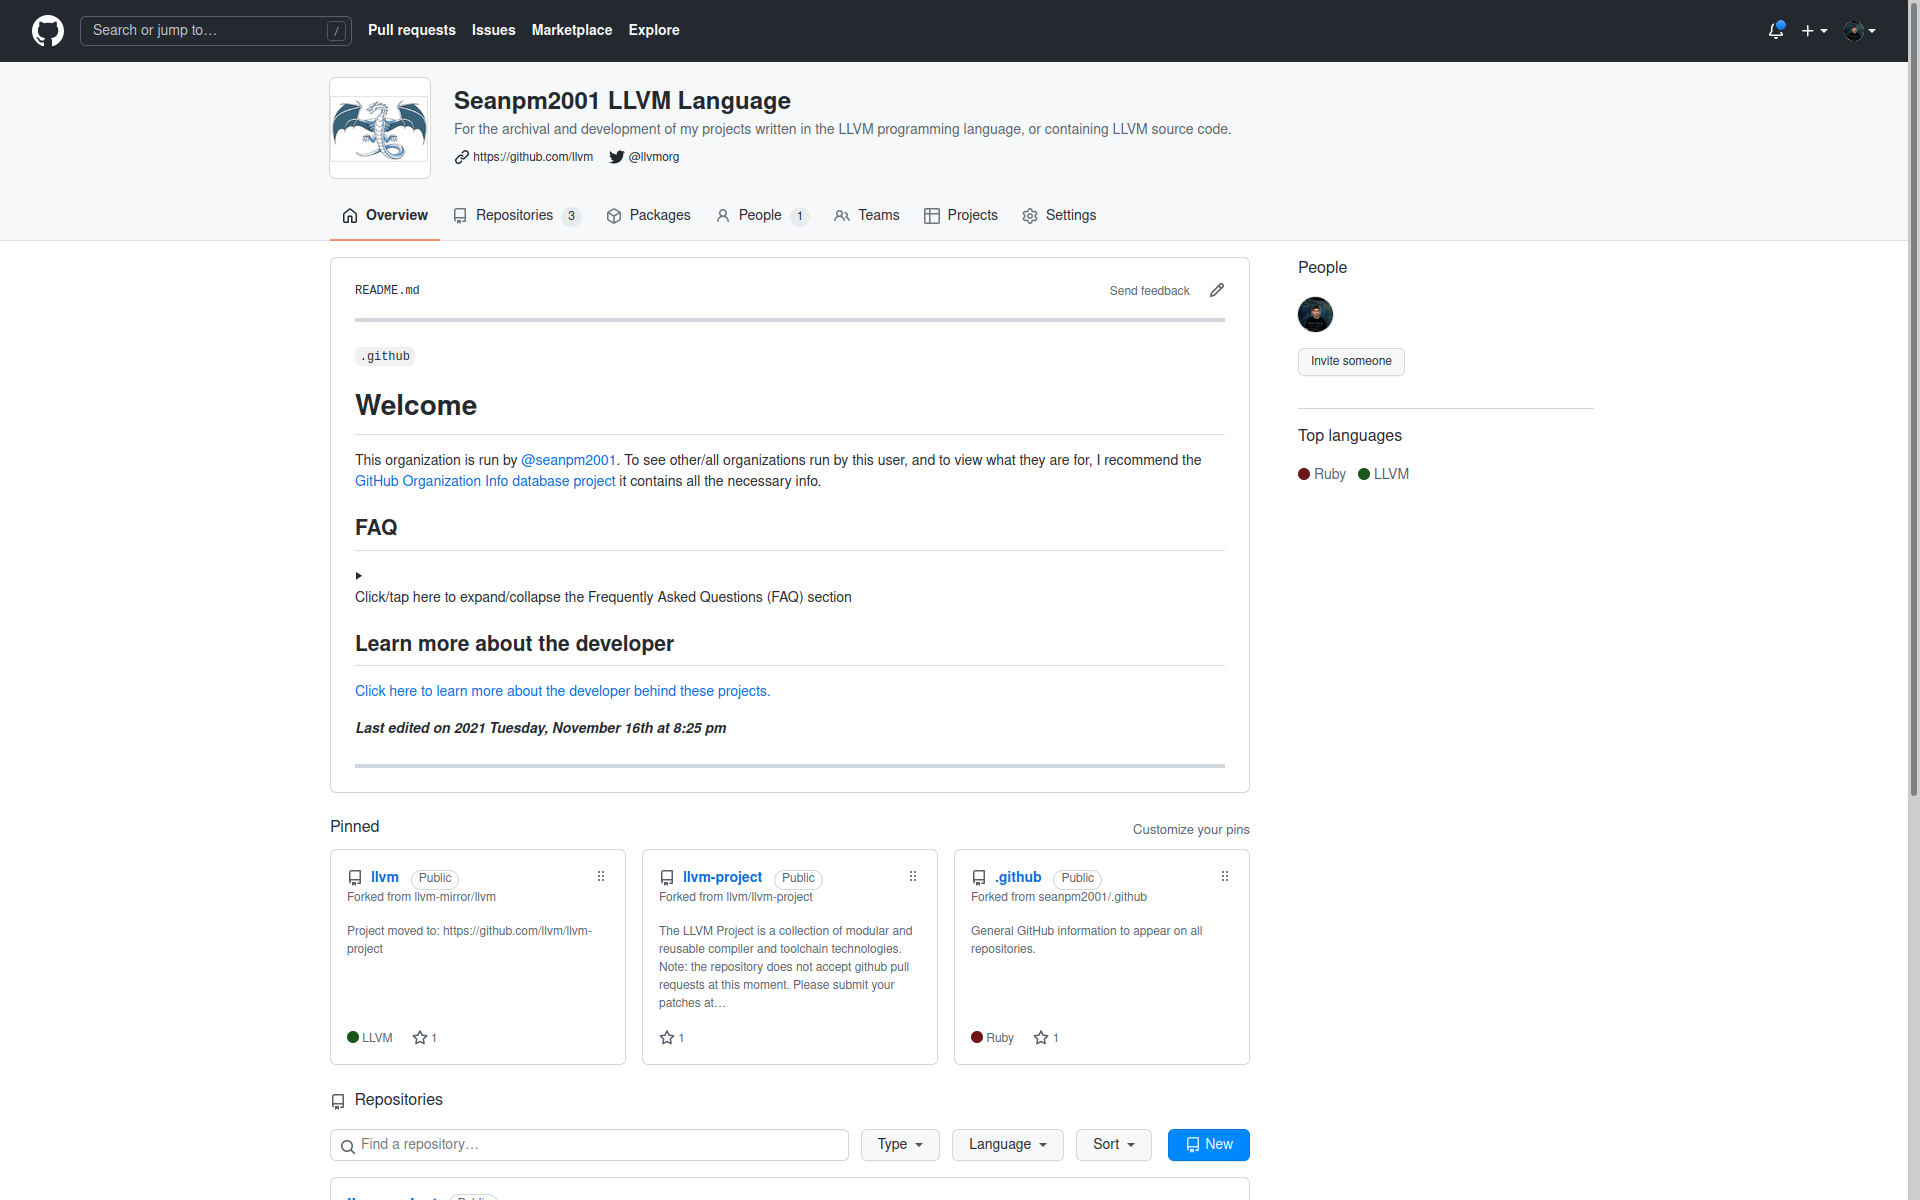 Search or jump to… / Pull requests Issues Marketplace Explore
Seanpm2001 LLVM Language
For the archival and development of my projects written in the LLVM programming language, or containing LLVM source code.
https://github.com/llvm @llvmorg
Overview Repositories 3 Packages People 1 Teams Projects Settings
README.md Send feedback
.github
Welcome
This organization is run by @seanpm2001. To see other/all organizations run by this user, and to view what they are for, I recommend the
GitHub Organization Info database project it contains all the necessary info.
FAQ
Click/tap here to expand/collapse the Frequently Asked Questions (FAQ) section
Learn more about the developer
Click here to learn more about the developer behind these projects.
Last edited on 2021 Tuesday, November 16th at 8:25 pm
People
Invite someone
Top languages
Ruby LLVM
Pinned Customize your pins
llvm Public
Forked from llvm-mirror/llvm
Project moved to: https://github.com/llvm/llvm-
project
LLVM 1
llvm-project Public
Forked from llvm/llvm-project
The LLVM Project is a collection of modular and
reusable compiler and toolchain technologies.
Note: the repository does not accept github pull
requests at this moment. Please submit your
patches at…
1
.github Public
Forked from seanpm2001/.github
General GitHub information to appear on all
repositories.
Ruby 1
Repositories
Find a repository… Type Language Sort New